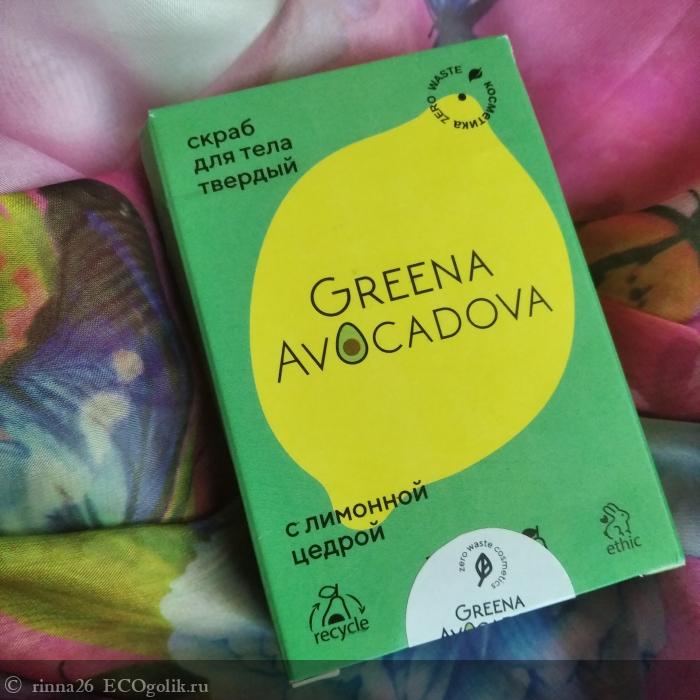 ZERO WASTE КОСМЕТИКА
скраб
для тела
твердый
GREENA
AVOCADOVA
с лимонной
цедрой
recycle
ethic
zero waste cosmetics
GREENA
© rinna26 ECOgolik.ru